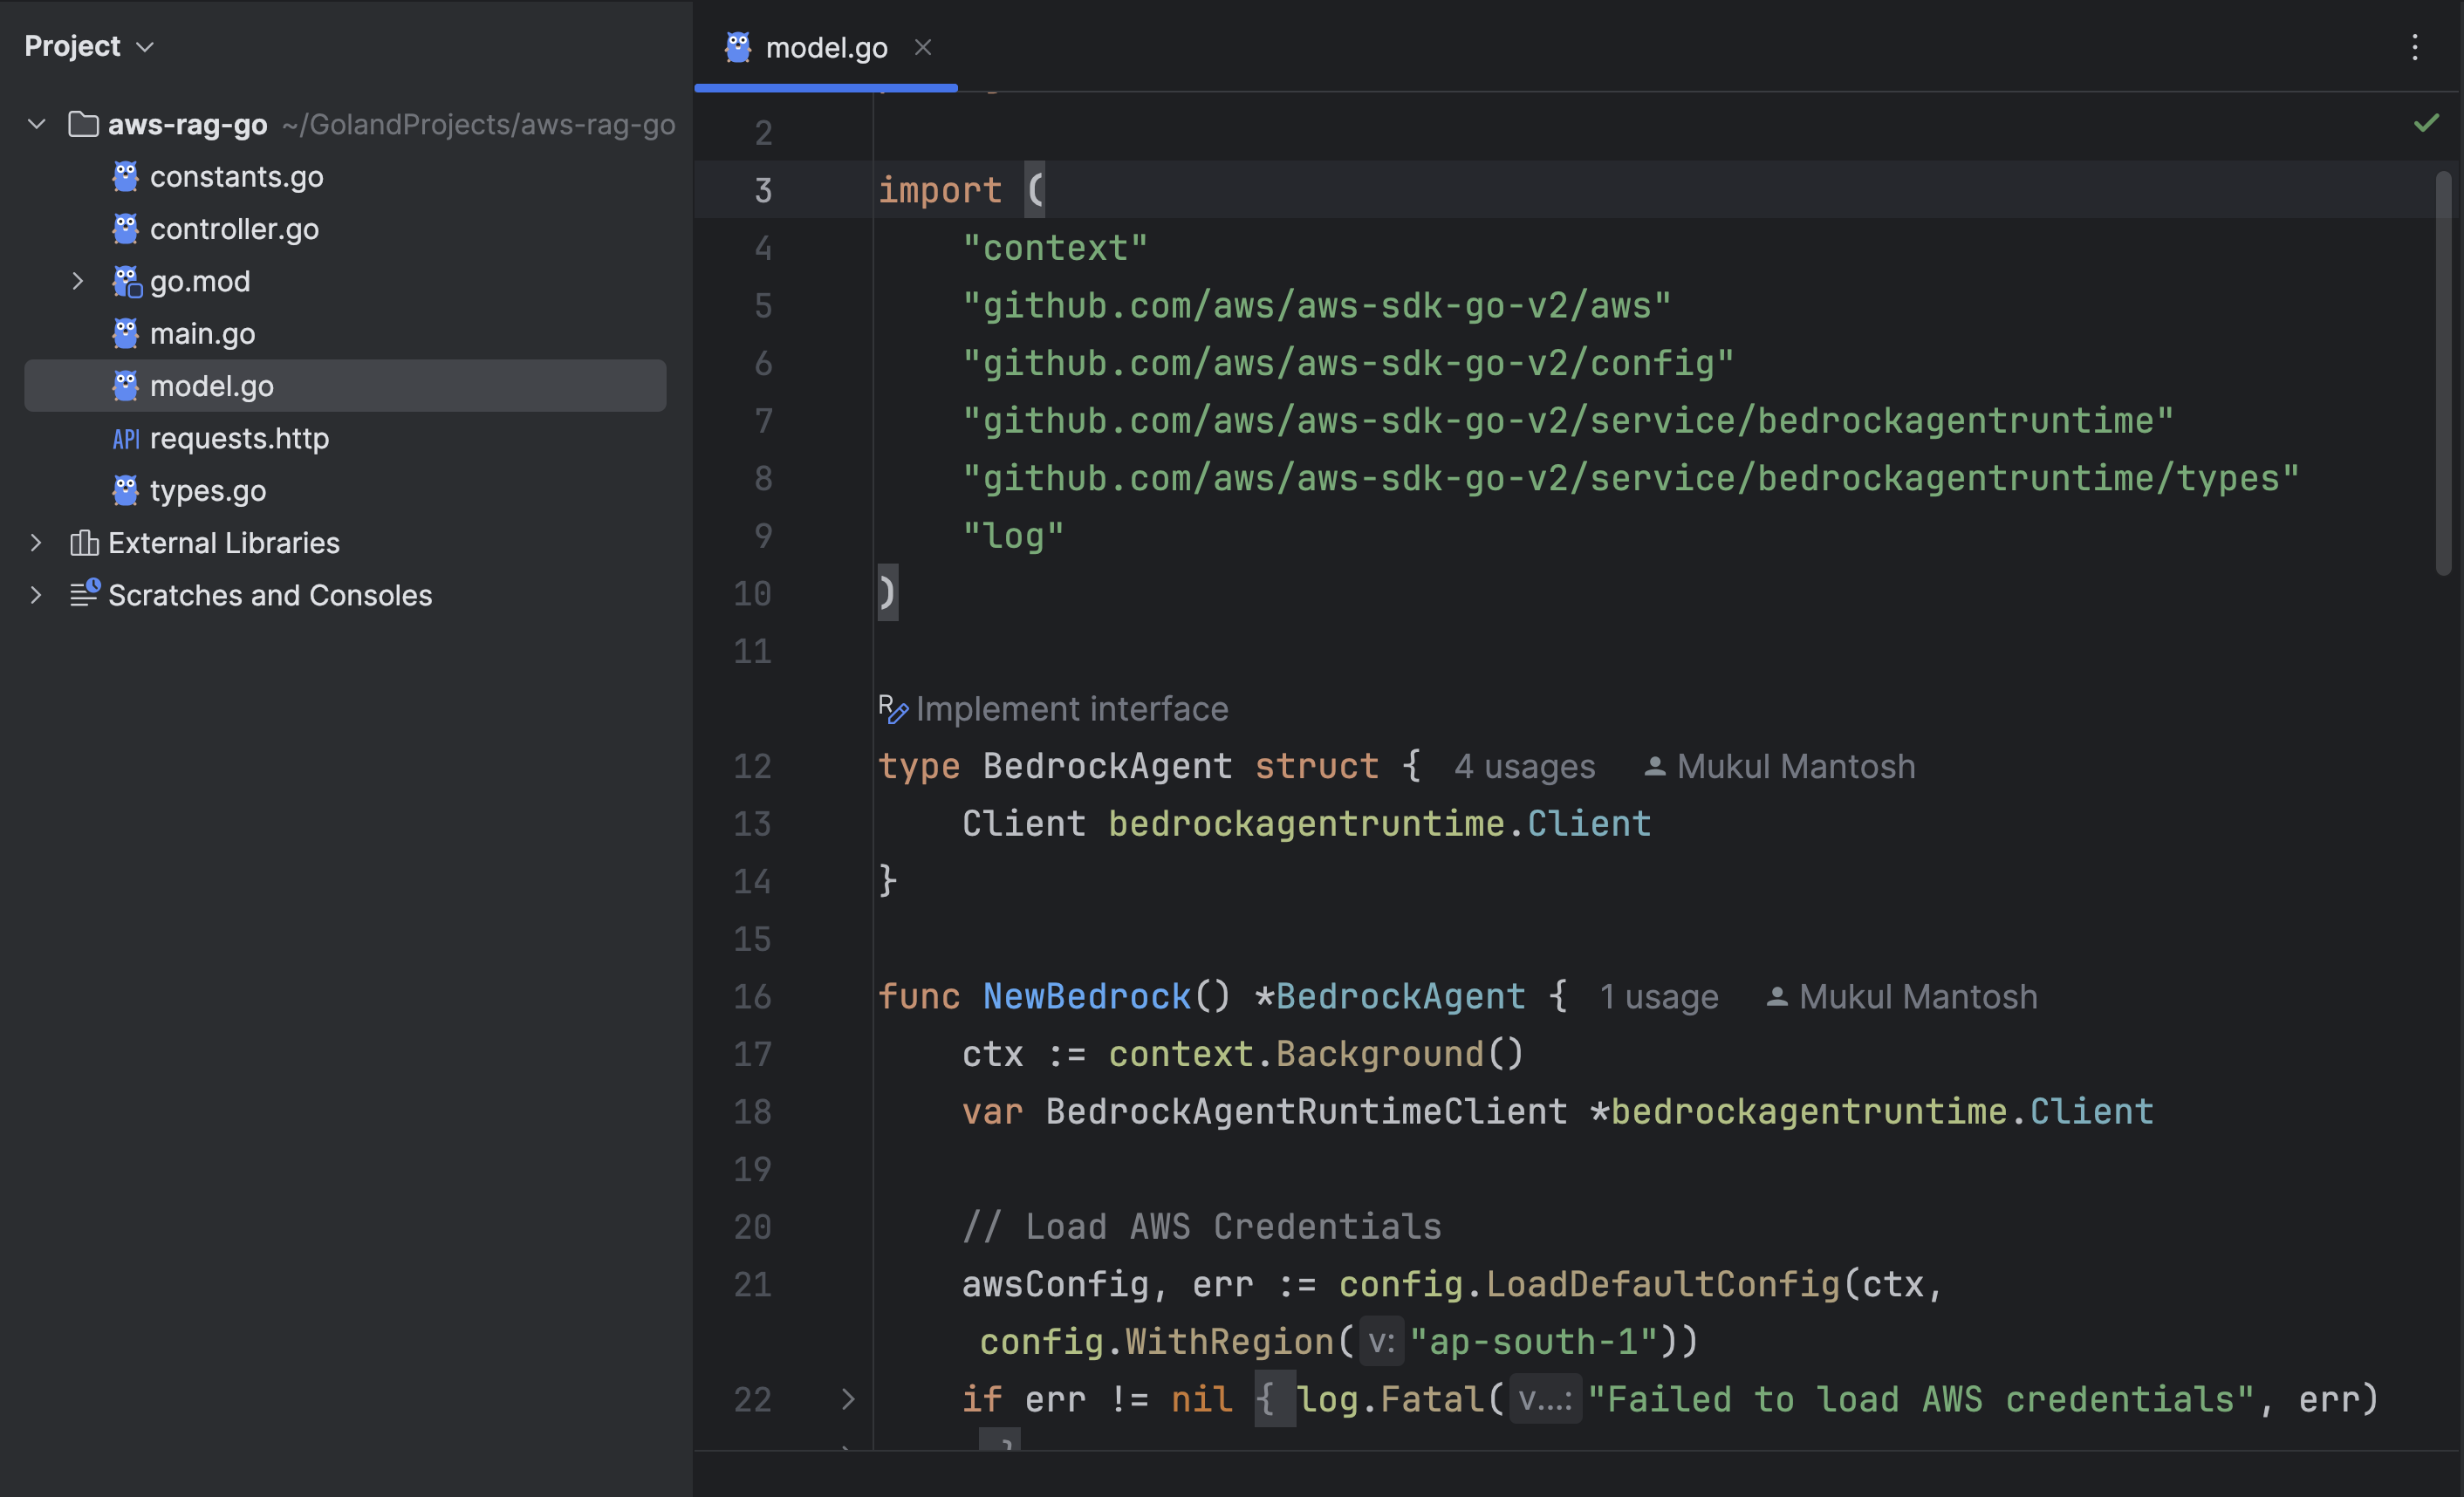 Project
aws-rag-go ~/GolandProjects/aws-rag-go
constants.go
controller.go
go.mod
main.go
model.go
API requests.http
types.go
External Libraries
Scratches and Consoles
model.go
2
3 import (
4 "context"
5 "github.com/aws/aws-sdk-go-v2/aws"
6 "github.com/aws/aws-sdk-go-v2/config"
7 "github.com/aws/aws-sdk-go-v2/service/bedrockagentruntime"
8 "github.com/aws/aws-sdk-go-v2/service/bedrockagentruntime/types"
9 "log"
10 )
11
Implement interface
12 type BedrockAgent struct { 4 usages Mukul Mantosh
13 Client bedrockagentruntime.Client
14 }
15
16 func NewBedrock() *BedrockAgent { 1 usage Mukul Mantosh
17 ctx := context.Background()
18 var BedrockAgentRuntimeClient *bedrockagentruntime.Client
19
20 // Load AWS Credentials
21 awsConfig, err := config.LoadDefaultConfig(ctx,
config.WithRegion( v: "ap-south-1"))
22 if err != nil { log.Fatal( v...: "Failed to load AWS credentials", err)